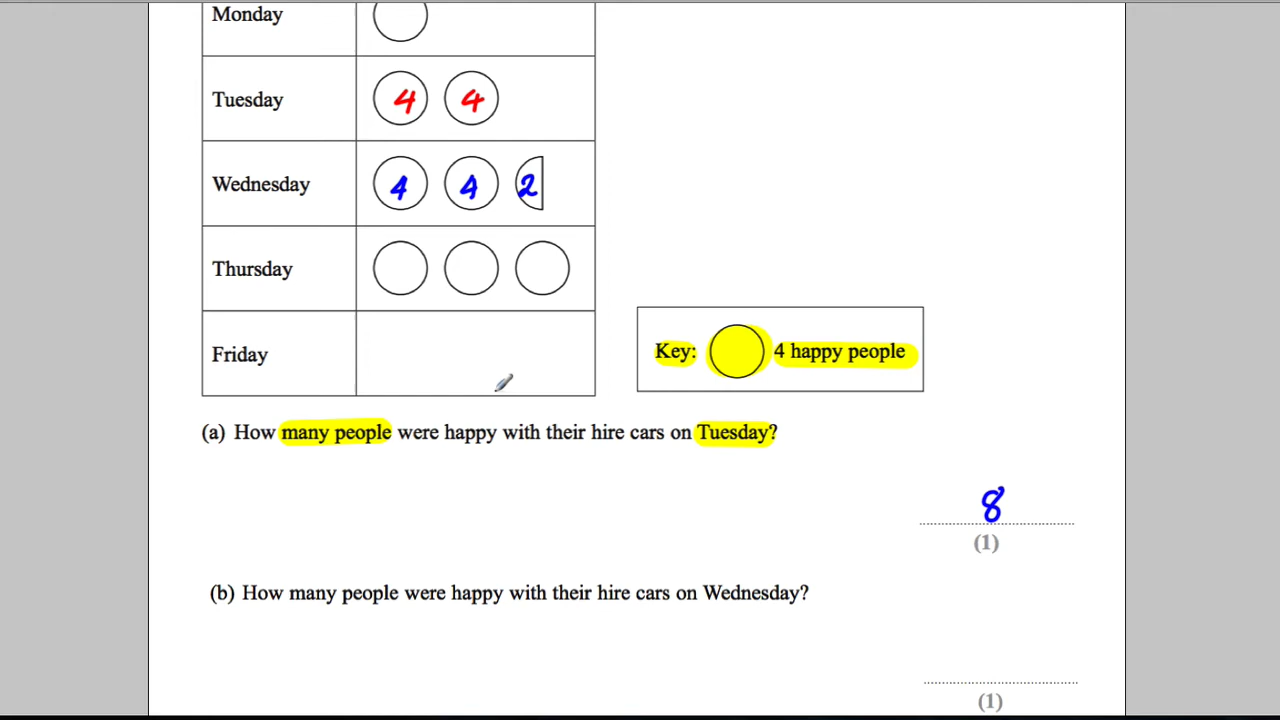 Monday
Tuesday 4 4
Wednesday 4 4 2
Thursday
Friday
Key: 4 happy people
(a) How many people were happy with their hire cars on Tuesday?
8
(1)
(b) How many people were happy with their hire cars on Wednesday?
(1)